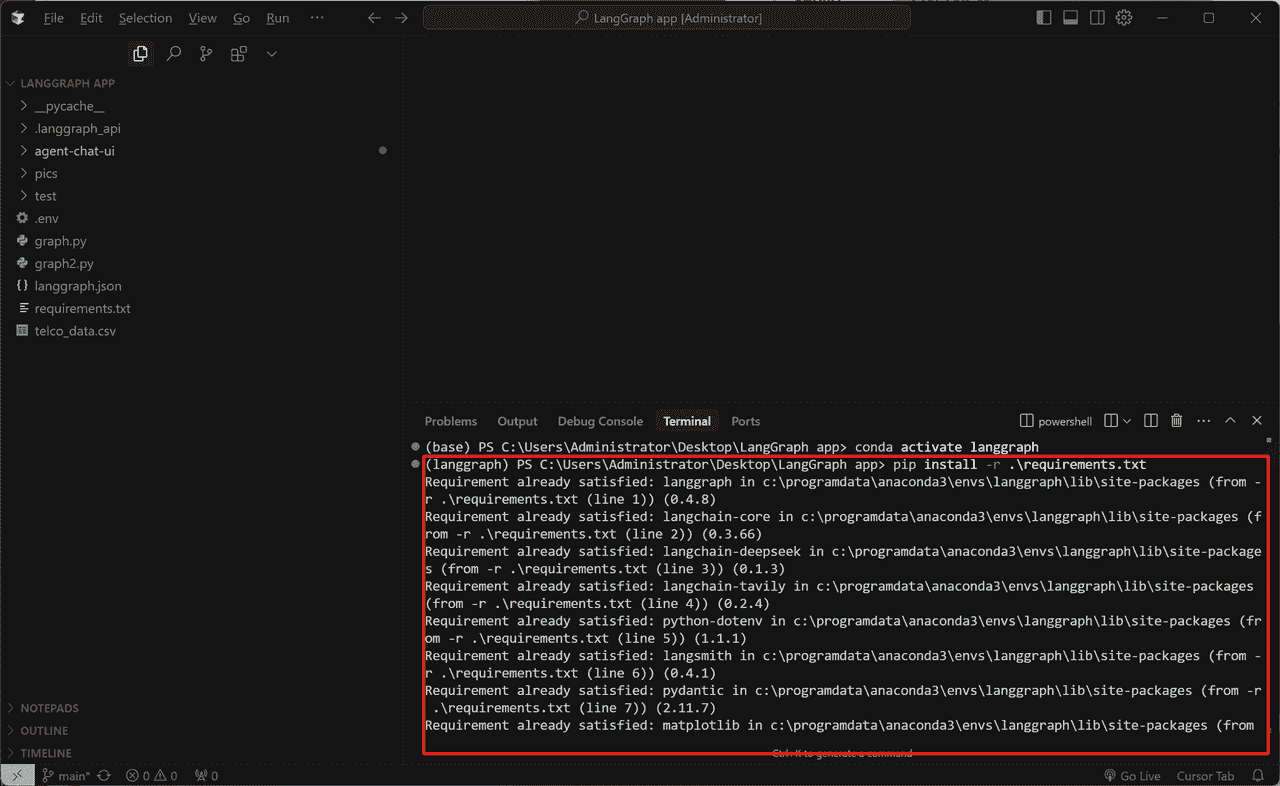 File Edit Selection View Go Run ··· LangGraph app [Administrator]
LANGGRAPH APP
__pycache__
.langgraph_api
agent-chat-ui
pics
test
.env
graph.py
graph2.py
langgraph.json
requirements.txt
telco_data.csv
NOTEPADS
OUTLINE
TIMELINE
Problems Output Debug Console Terminal Ports powershell
(base) PS C:\Users\Administrator\Desktop\LangGraph app> conda activate langgraph
(langgraph) PS C:\Users\Administrator\Desktop\LangGraph app> pip install -r .\requirements.txt
Requirement already satisfied: langgraph in c:\programdata\anaconda3\envs\langgraph\lib\site-packages (from -
r .\requirements.txt (line 1)) (0.4.8)
Requirement already satisfied: langchain-core in c:\programdata\anaconda3\envs\langgraph\lib\site-packages (f
rom -r .\requirements.txt (line 2)) (0.3.66)
Requirement already satisfied: langchain-deepseek in c:\programdata\anaconda3\envs\langgraph\lib\site-package
s (from -r .\requirements.txt (line 3)) (0.1.3)
Requirement already satisfied: langchain-tavily in c:\programdata\anaconda3\envs\langgraph\lib\site-packages
(from -r .\requirements.txt (line 4)) (0.2.4)
Requirement already satisfied: python-dotenv in c:\programdata\anaconda3\envs\langgraph\lib\site-packages (fr
om -r .\requirements.txt (line 5)) (1.1.1)
Requirement already satisfied: langsmith in c:\programdata\anaconda3\envs\langgraph\lib\site-packages (from -
r .\requirements.txt (line 6)) (0.4.1)
Requirement already satisfied: pydantic in c:\programdata\anaconda3\envs\langgraph\lib\site-packages (from -r
.\requirements.txt (line 7)) (2.11.7)
Requirement already satisfied: matplotlib in c:\programdata\anaconda3\envs\langgraph\lib\site-packages (from
Ctrl+K to generate a command
main* 0 0 0 Go Live Cursor Tab